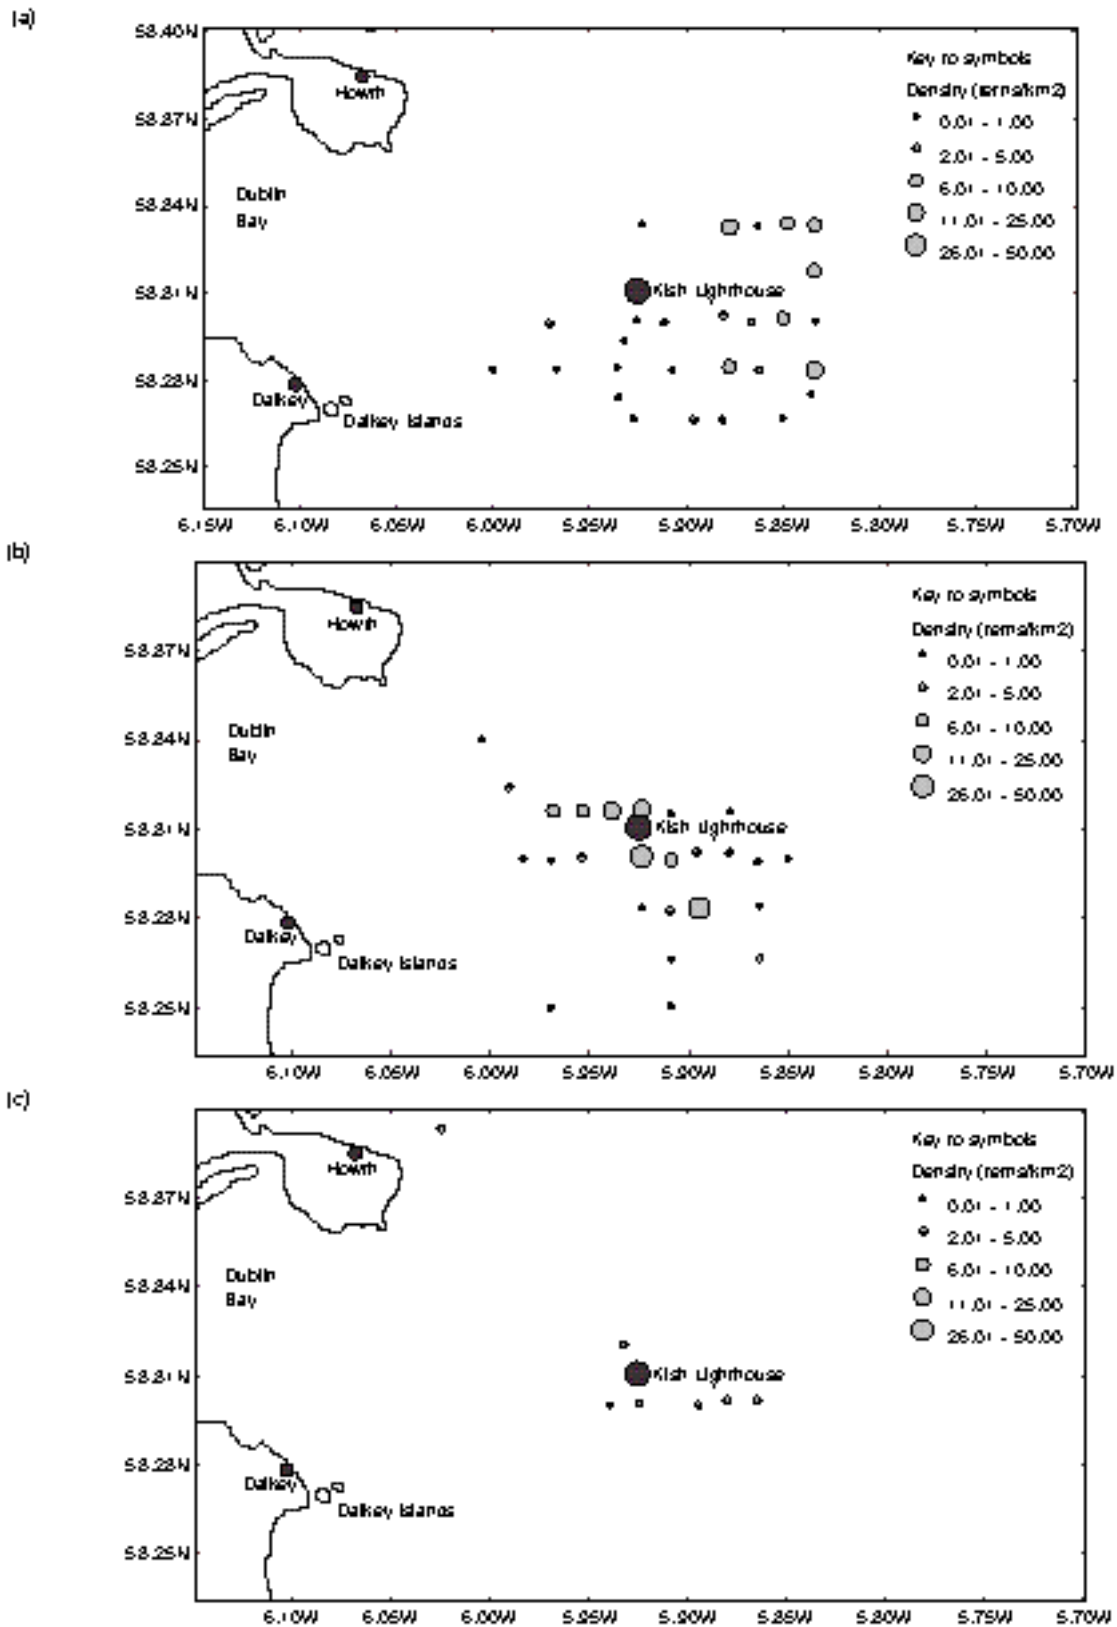 (a)
53.40N
53.37N
53.34N
53.31N
53.28N
53.25N
Howth
Dublin
Bay
Kish Lighthouse
Dalkey
Dalkey Islands
Key to symbols
Density (terns/km2)
0.01 - 1.00
2.01 - 5.00
6.01 - 10.00
11.01 - 25.00
26.01 - 50.00
6.15W 6.10W 6.05W 6.00W 5.95W 5.90W 5.85W 5.80W 5.75W 5.70W
(b)
53.37N
53.34N
53.31N
53.28N
53.25N
Howth
Dublin
Bay
Kish Lighthouse
Dalkey
Dalkey Islands
Key to symbols
Density (terns/km2)
0.01 - 1.00
2.01 - 5.00
6.01 - 10.00
11.01 - 25.00
26.01 - 50.00
6.10W 6.05W 6.00W 5.95W 5.90W 5.85W 5.80W 5.75W 5.70W
(c)
53.37N
53.34N
53.31N
53.28N
53.25N
Howth
Dublin
Bay
Kish Lighthouse
Dalkey
Dalkey Islands
Key to symbols
Density (terns/km2)
0.01 - 1.00
2.01 - 5.00
6.01 - 10.00
11.01 - 25.00
26.01 - 50.00
6.10W 6.05W 6.00W 5.95W 5.90W 5.85W 5.80W 5.75W 5.70W